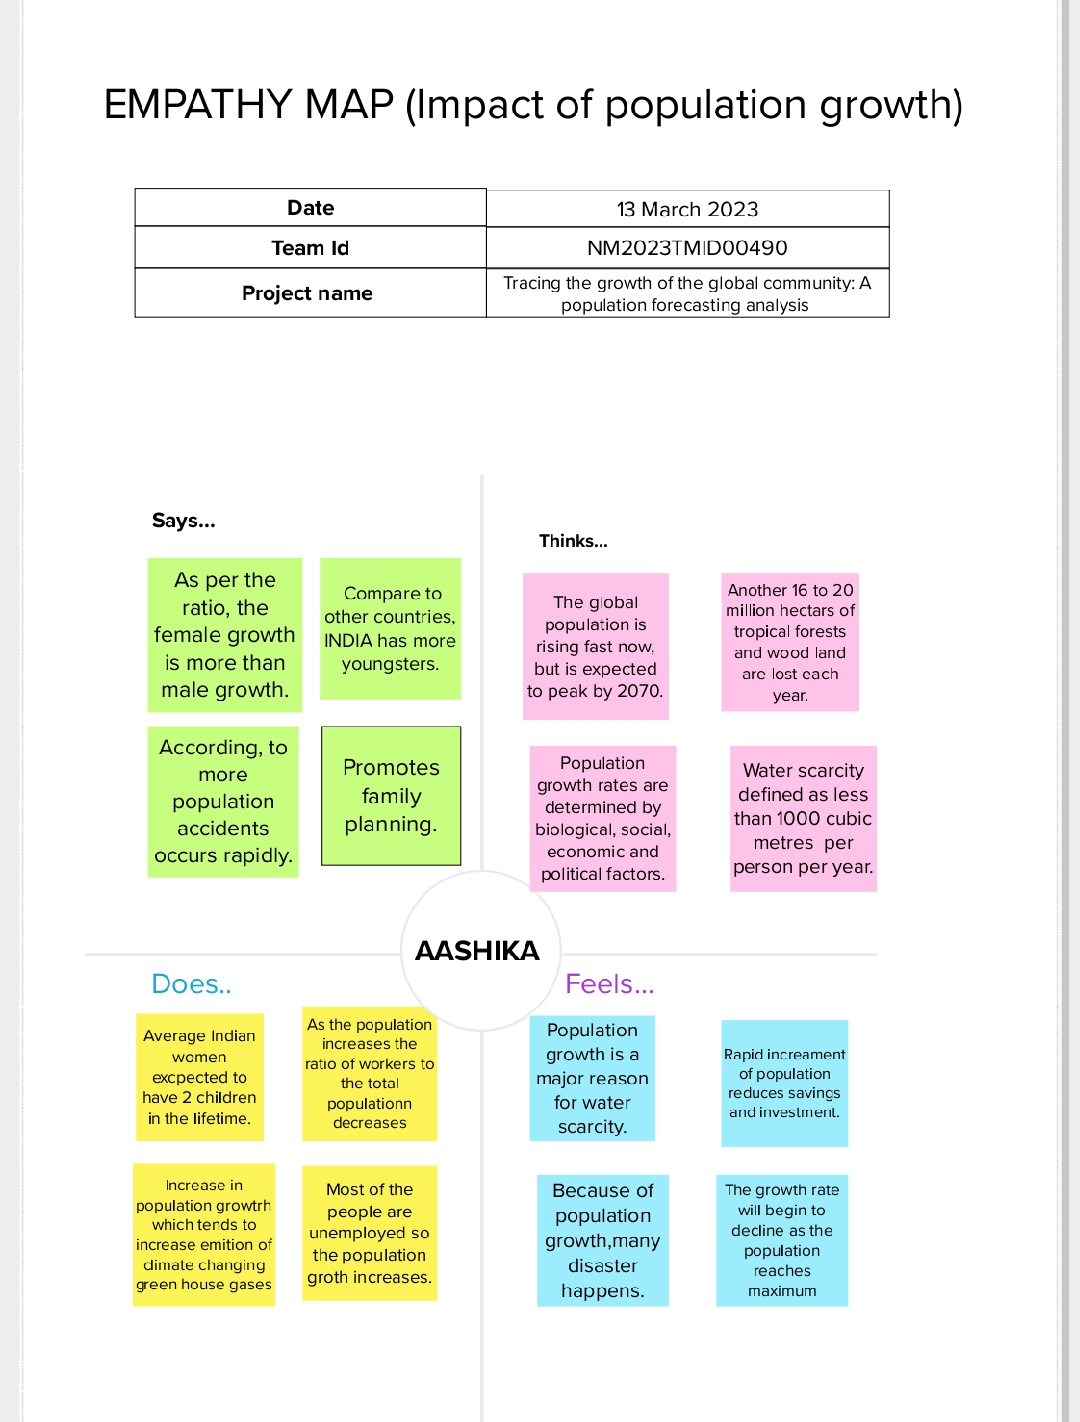 EMPATHY MAP (Impact of population growth)
Date
13 March 2023
Team Id
NM2023TMID00490
Project name
Tracing the growth of the global community: A
population forecasting analysis
Says...
As per the
ratio, the
female growth
is more than
male growth.
Compare to
other countries,
INDIA has more
youngsters.
According, to
more
population
accidents
occurs rapidly.
Promotes
family
planning.
Thinks...
The global
population is
rising fast now,
but is expected
to peak by 2070.
Another 16 to 20
million hectars of
tropical forests
and wood land
are lost each
year.
Population
growth rates are
determined by
biological, social,
economic and
political factors.
Water scarcity
defined as less
than 1000 cubic
metres per
person per year.
AASHIKA
Does..
Average Indian
women
excpected to
have 2 children
in the lifetime.
As the population
increases the
ratio of workers to
the total
populationn
decreases
Increase in
population growtrh
which tends to
increase emition of
climate changing
green house gases
Most of the
people are
unemployed so
the population
groth increases.
Feels...
Population
growth is a
major reason
for water
scarcity.
Rapid increament
of population
reduces savings
and investment.
Because of
population
growth,many
disaster
happens.
The growth rate
will begin to
decline as the
population
reaches
maximum